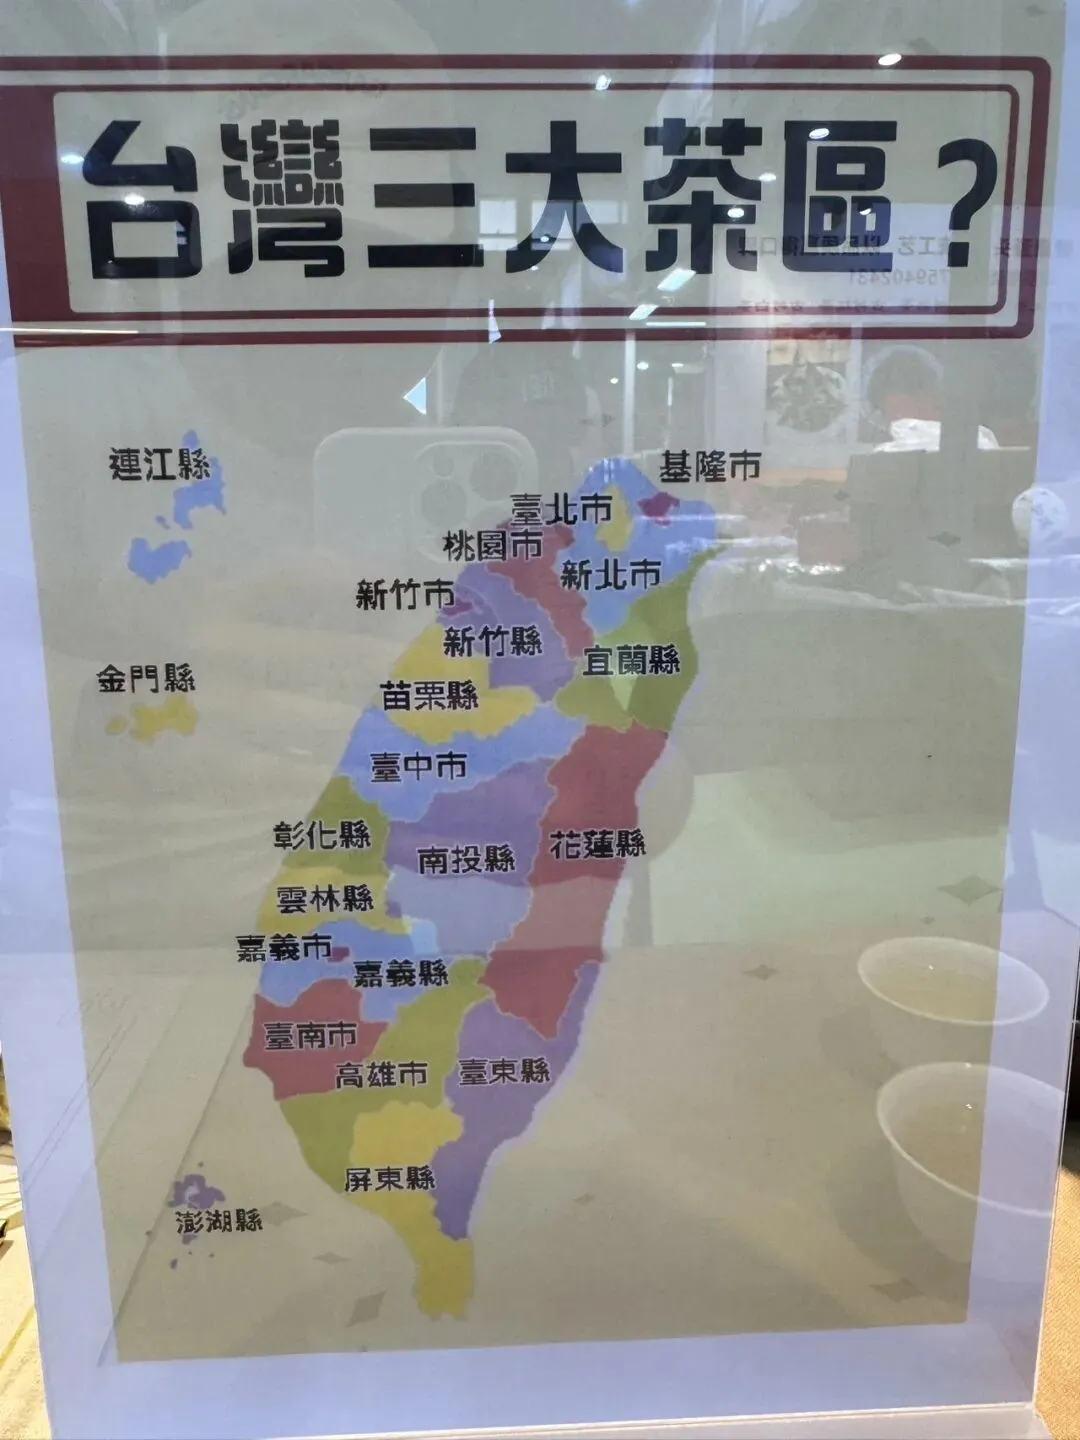 台灣三大茶區？
連江縣
基隆市
臺北市
桃園市
新北市
新竹市
新竹縣
宜蘭縣
金門縣
苗栗縣
臺中市
彰化縣
南投縣
花蓮縣
雲林縣
嘉義市
嘉義縣
臺南市
高雄市
臺東縣
屏東縣
澎湖縣